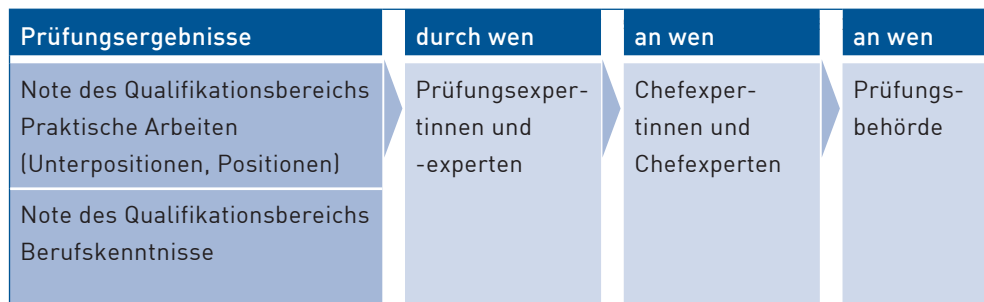 Prüfungsergebnisse
durch wen
an wen
an wen
Note des Qualifikationsbereichs
Praktische Arbeiten
(Unterpositionen, Positionen)
Prüfungsexper-
tinnen und
-experten
Chefexper-
tinnen und
Chefexperten
Prüfungs-
behörde
Note des Qualifikationsbereichs
Berufskenntnisse